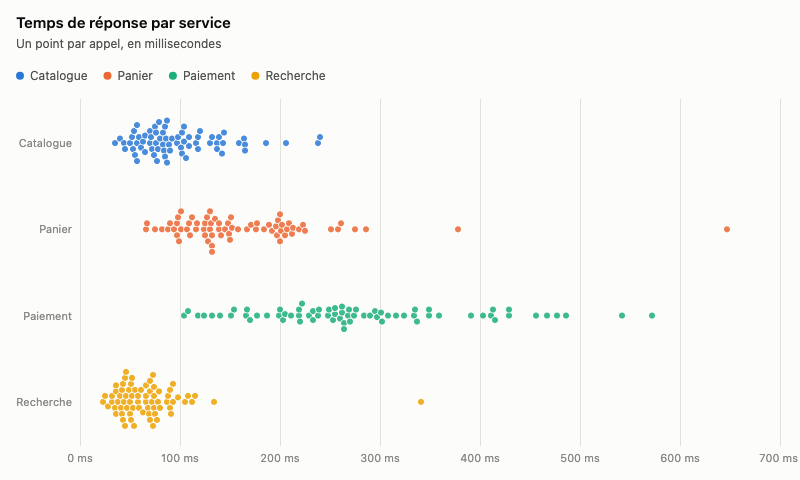 Temps de réponse par service
Un point par appel, en millisecondes
Catalogue Panier Paiement Recherche
Catalogue
Panier
Paiement
Recherche
0 ms 100 ms 200 ms 300 ms 400 ms 500 ms 600 ms 700 ms